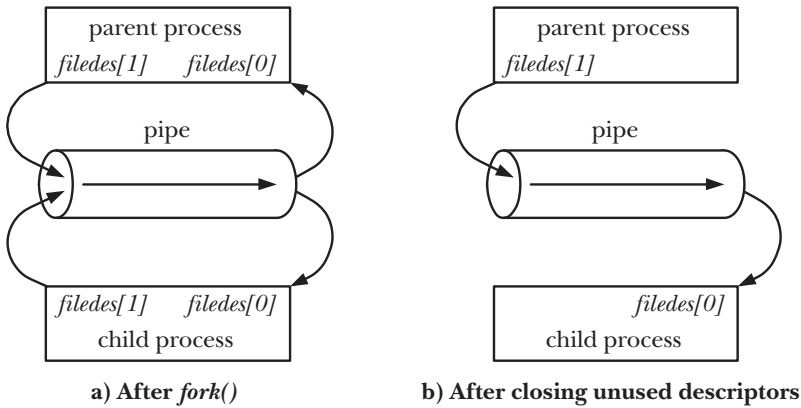 parent process
filedes[1] filedes[0]
pipe
filedes[1] filedes[0]
child process
a) After fork()
parent process
filedes[1]
pipe
filedes[0]
child process
b) After closing unused descriptors